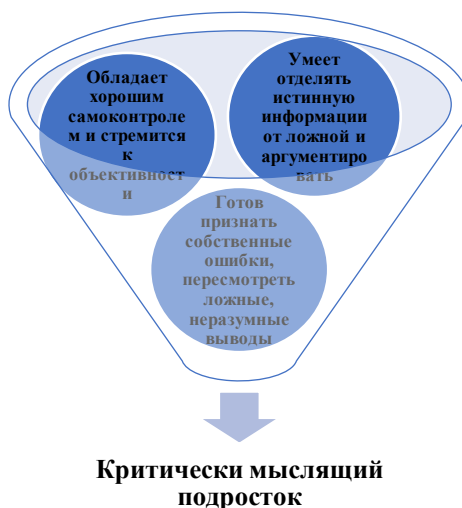 Обладает
хорошим
самоконтроле
м и стремится
к
объективност
и
Умеет
отделять
истинную
информации
от ложной и
аргументиро
вать
Готов
признать
собственные
ошибки,
пересмотреть
ложные,
неразумные
выводы
Критически мыслящий
подросток